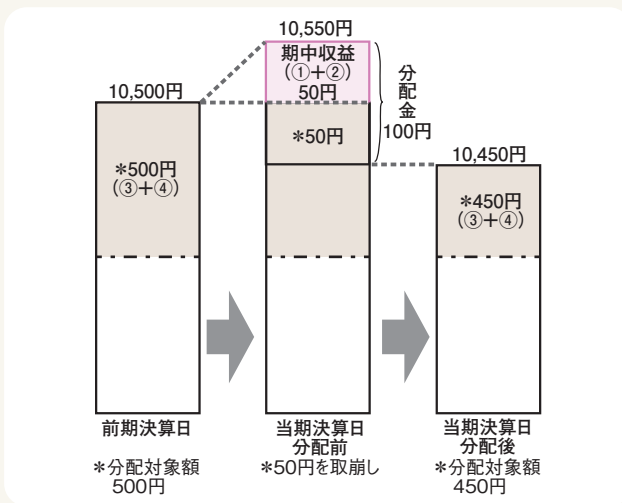 10,550円
期中収益
(①+②)
50円
分配金
100円
10,500円
*50円
*500円
(③+④)
10,450円
*450円
(③+④)
前期決算日
当期決算日
分配前
当期決算日
分配後
*分配対象額
500円
*50円を取崩し
*分配対象額
450円